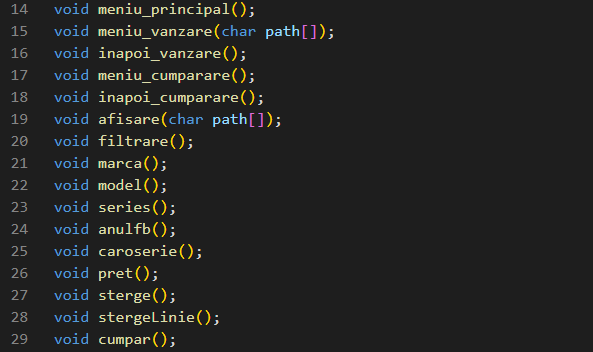 14 void meniu_principal();
15 void meniu_vanzare(char path[]);
16 void inapoi_vanzare();
17 void meniu_cumparare();
18 void inapoi_cumparare();
19 void afisare(char path[]);
20 void filtrare();
21 void marca();
22 void model();
23 void series();
24 void anulfb();
25 void caroserie();
26 void pret();
27 void sterge();
28 void stergeLinie();
29 void cumpar();